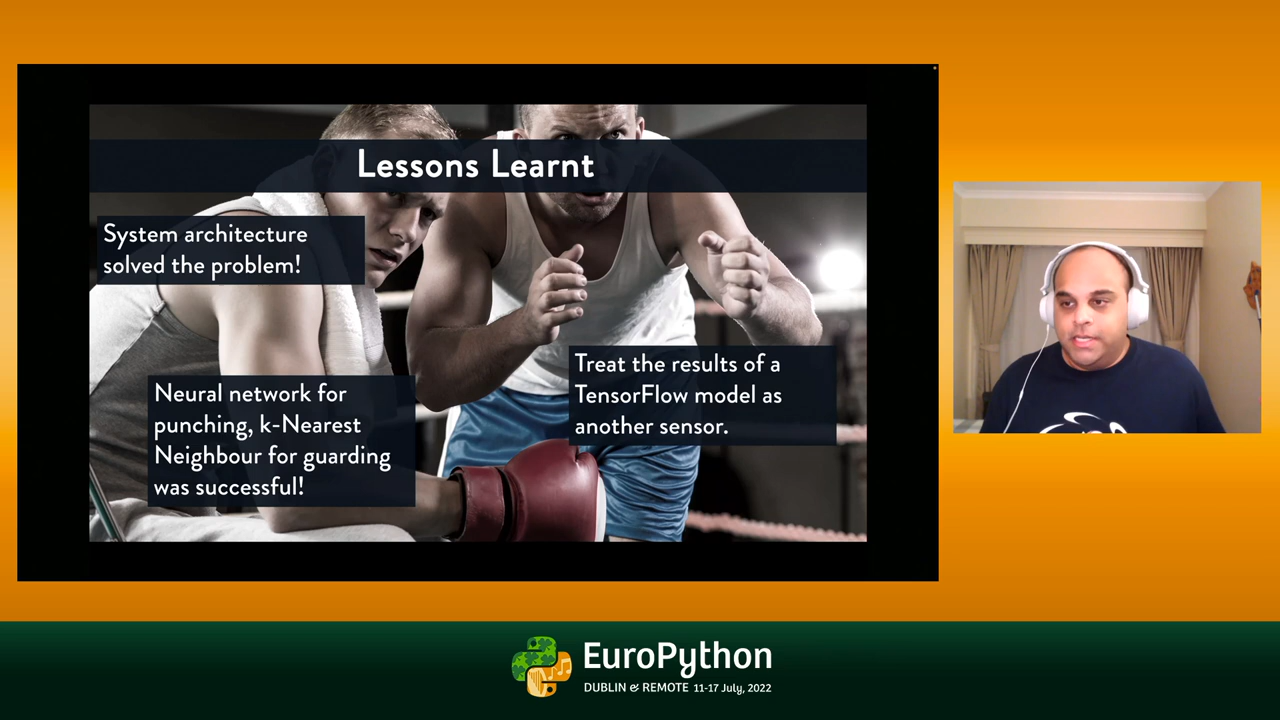 Lessons Learnt
System architecture
solved the problem!
Neural network for
punching, k-Nearest
Neighbour for guarding
was successful!
Treat the results of a
TensorFlow model as
another sensor.
EuroPython
DUBLIN & REMOTE 11-17 July, 2022